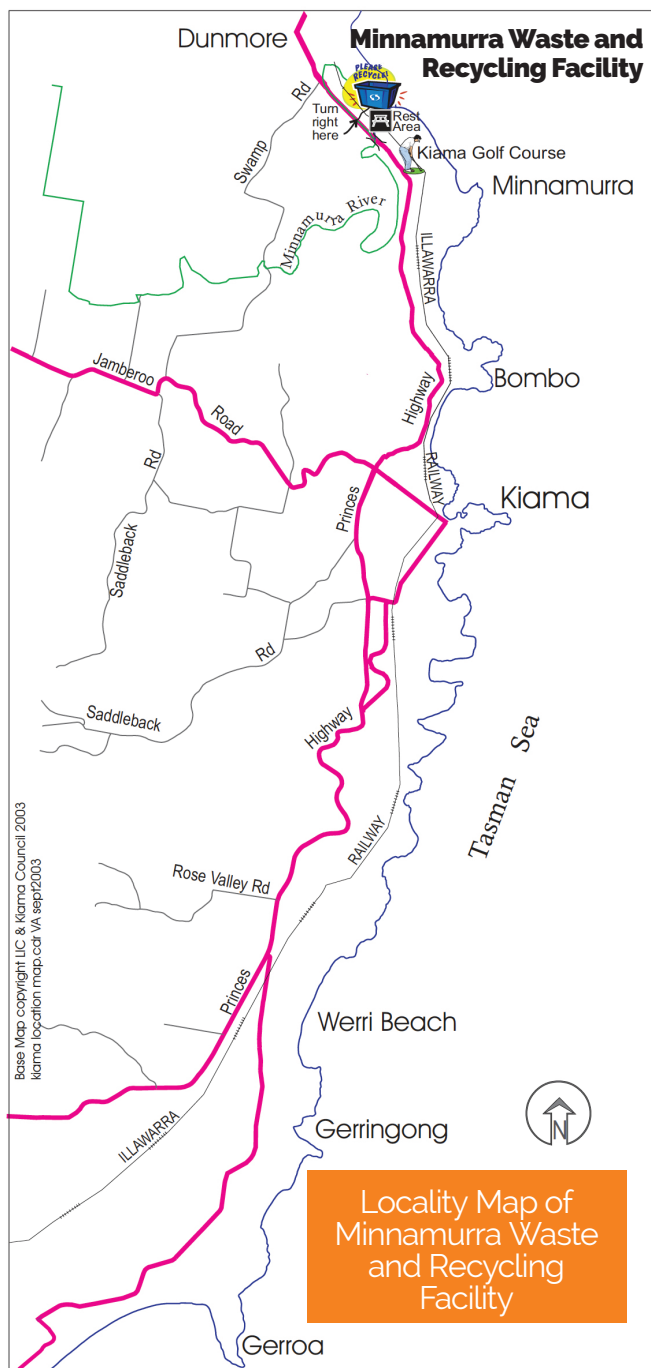 Dunmore
Minnamurra Waste and
Recycling Facility
PLEASE
RECYCLE!
Rd
Swamp
Turn
right
here
Rest
Area
Kiama Golf Course
Minnamurra
Minnamurra River
ILLAWARRA
Jamberoo
Road
Highway
Bombo
RAILWAY
Kiama
Rd
Princes
Saddleback
Rd
Saddleback
Highway
Tasman Sea
RAILWAY
Rose Valley Rd
Princes
Base Map copyright LIC & Kiama Council 2003
kiama location map.cdr VA sept2003
Werri Beach
ILLAWARRA
Gerringong
N
Locality Map of
Minnamurra Waste
and Recycling
Facility
Gerroa